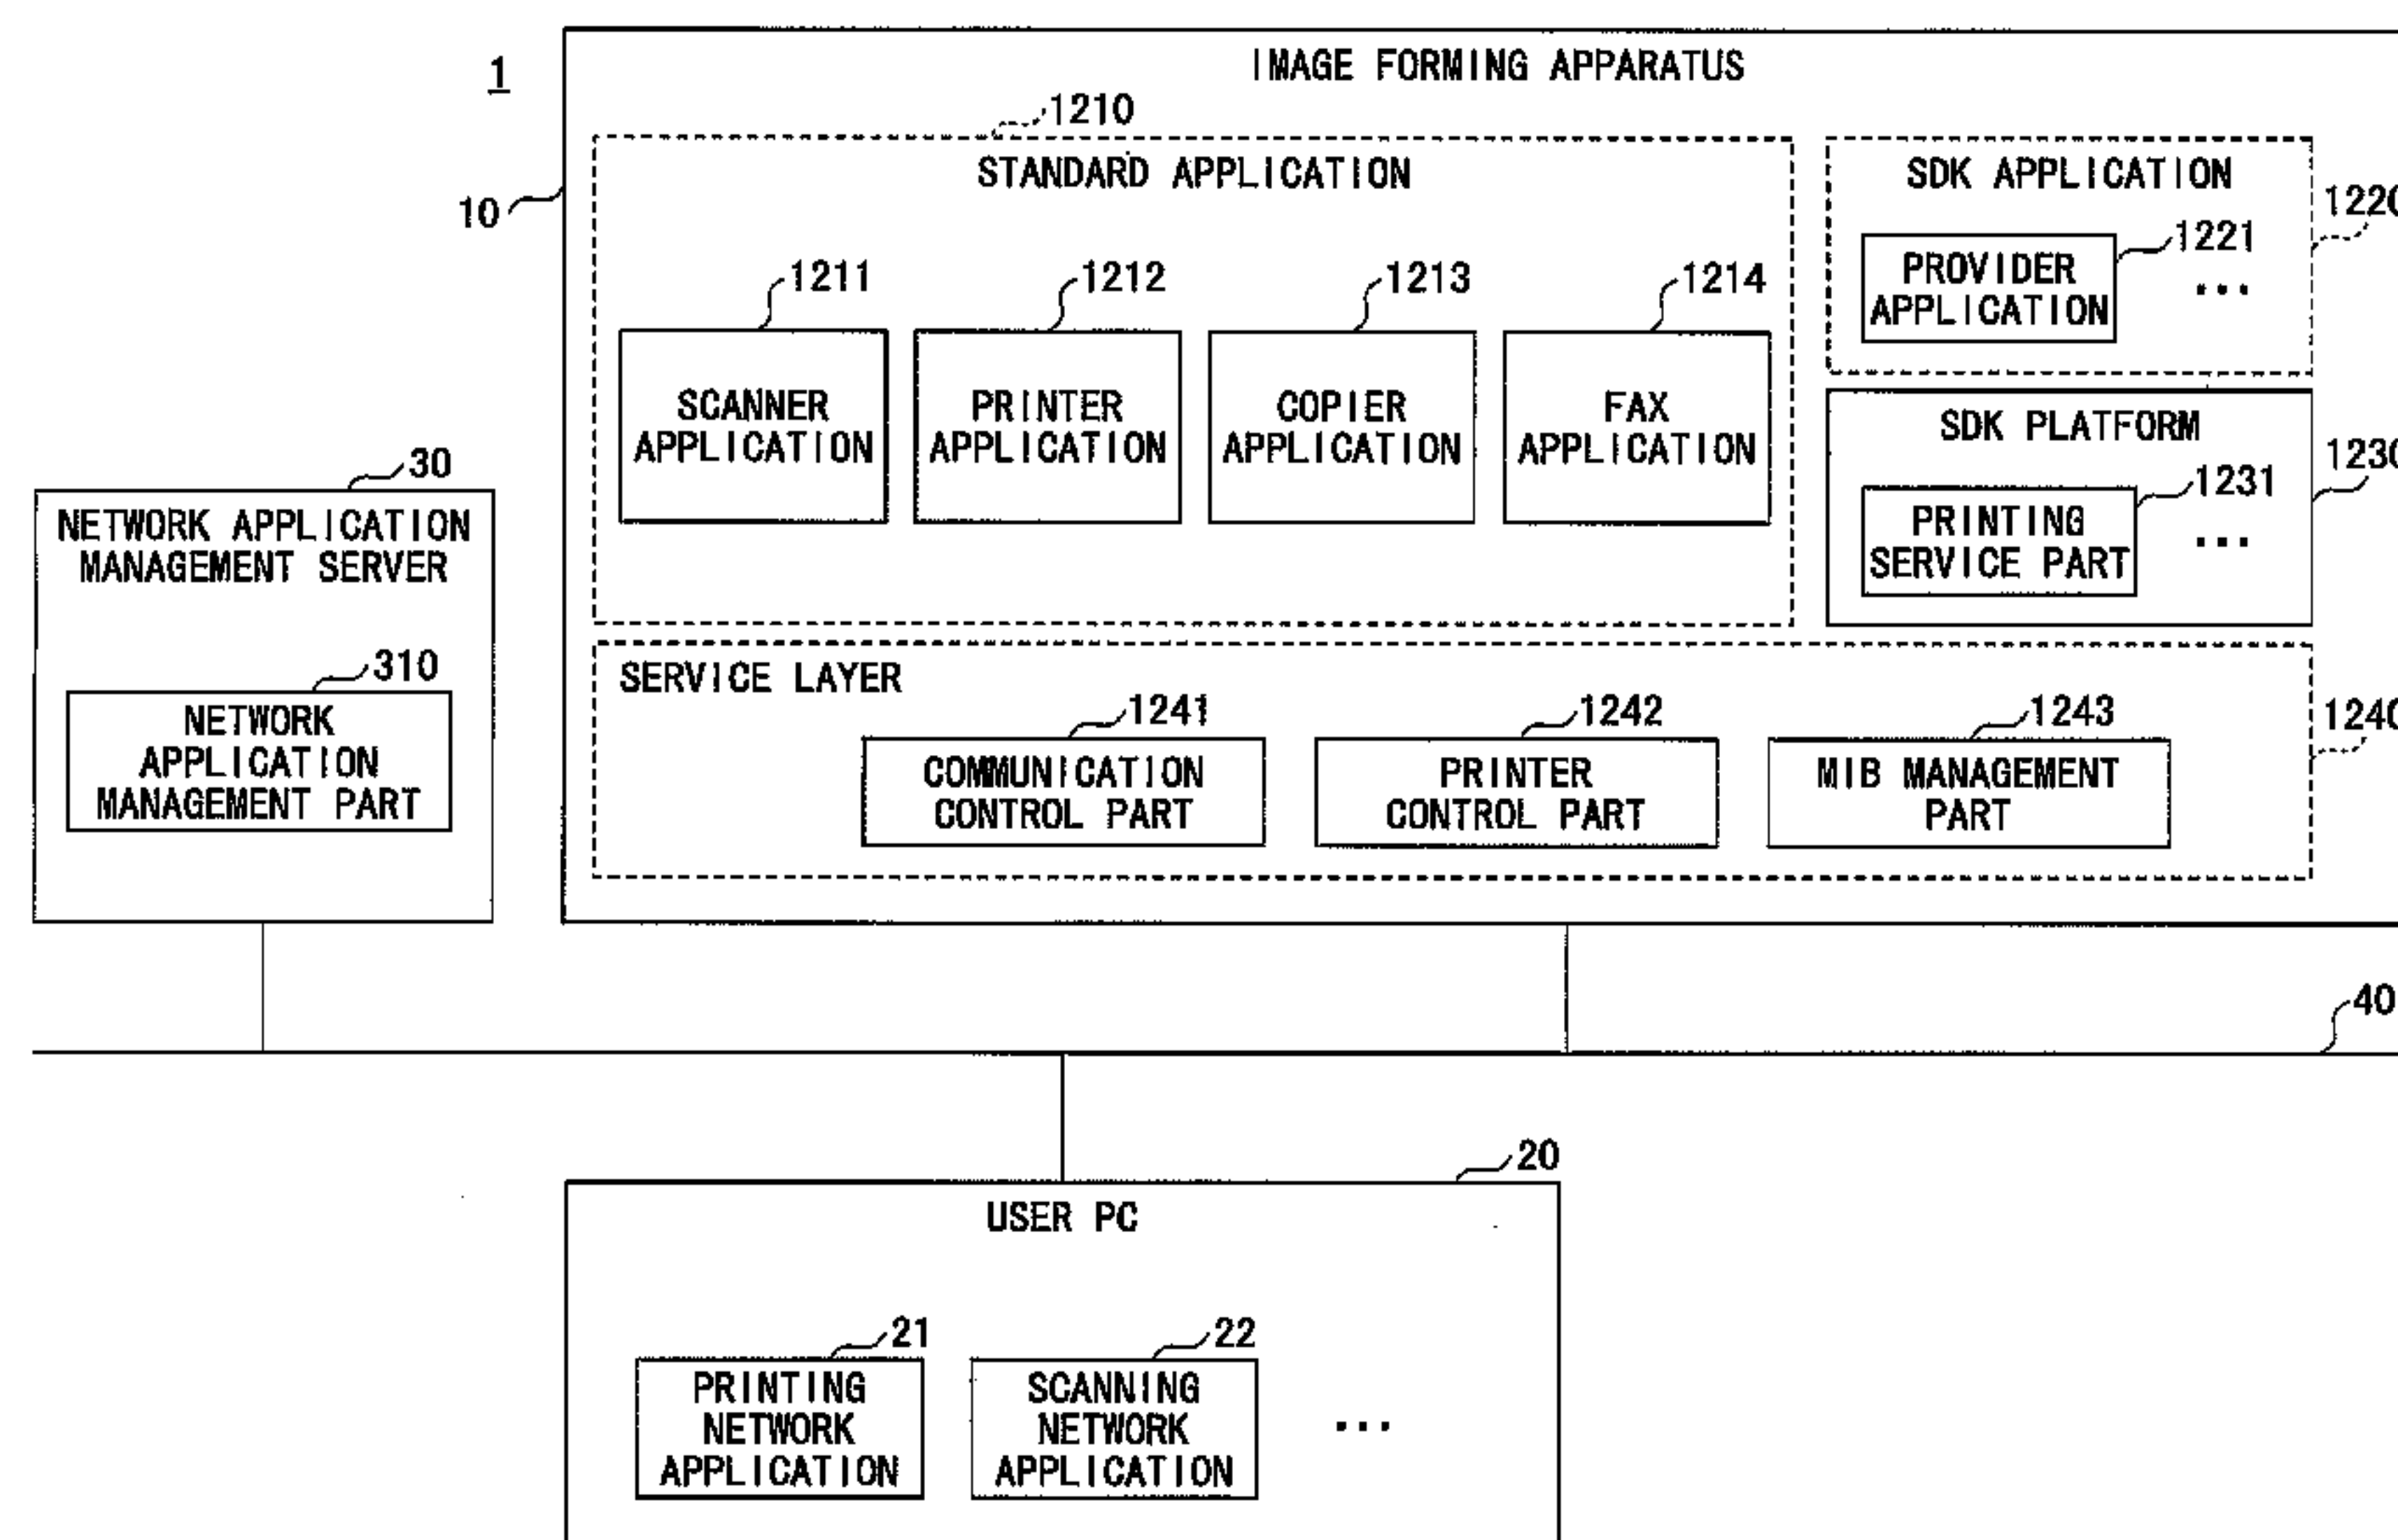 1
IMAGE FORMING APPARATUS
10
1210
STANDARD APPLICATION
1211
SCANNER
APPLICATION
1212
PRINTER
APPLICATION
1213
COPIER
APPLICATION
1214
FAX
APPLICATION
SDK APPLICATION
1220
1221
PROVIDER
APPLICATION
...
SDK PLATFORM
1230
1231
PRINTING
SERVICE PART
...
30
NETWORK APPLICATION
MANAGEMENT SERVER
310
NETWORK
APPLICATION
MANAGEMENT PART
SERVICE LAYER
1240
1241
COMMUNICATION
CONTROL PART
1242
PRINTER
CONTROL PART
1243
MIB MANAGEMENT
PART
40
20
USER PC
21
PRINTING
NETWORK
APPLICATION
22
SCANNING
NETWORK
APPLICATION
...